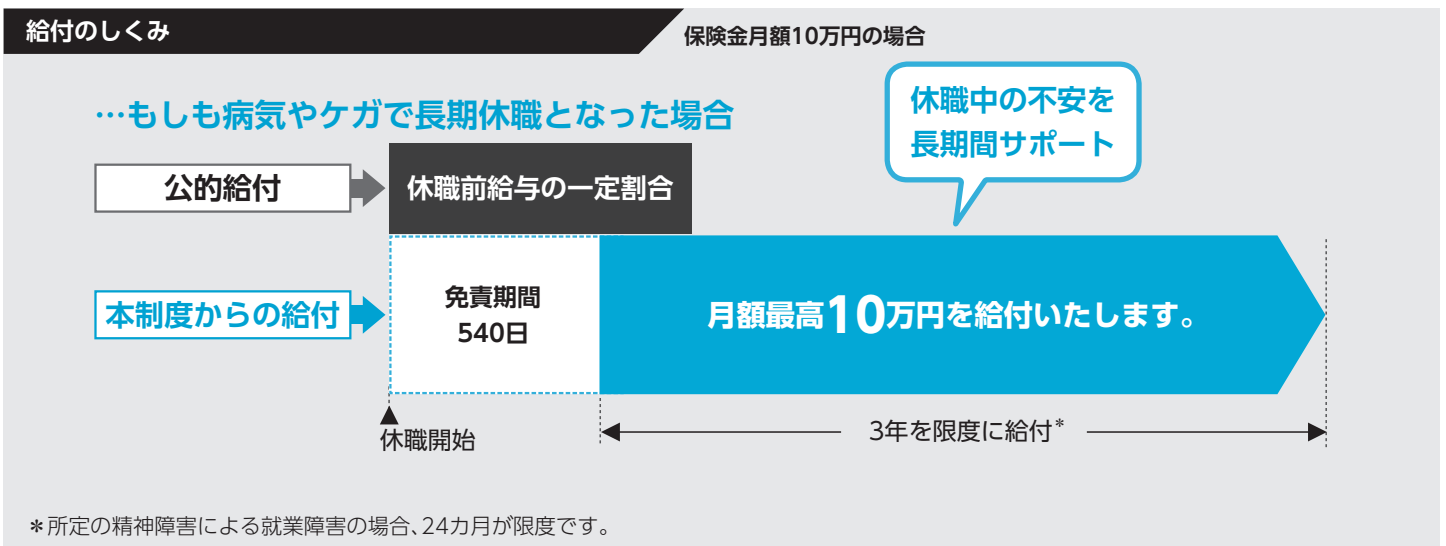 給付のしくみ
保険金月額10万円の場合
…もしも病気やケガで長期休職となった場合
休職中の不安を
長期間サポート
公的給付
休職前給与の一定割合
本制度からの給付
免責期間
540日
月額最高10万円を給付いたします。
休職開始
3年を限度に給付*
*所定の精神障害による就業障害の場合、24カ月が限度です。